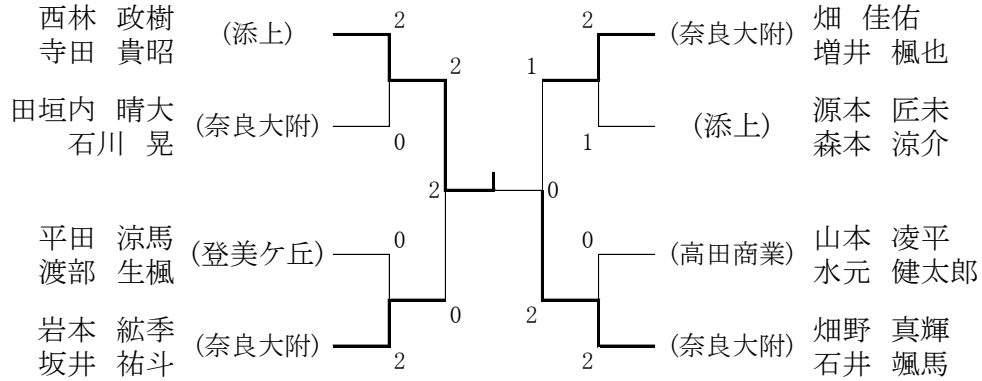 西林 政樹
寺田 貴昭
(添上)
2
2
田垣内 晴大
石川 晃
(奈良大附)
0
2
平田 涼馬
渡部 生楓
(登美ケ丘)
0
0
岩本 紘季
坂井 祐斗
(奈良大附)
2
2
(奈良大附)
畑 佳佑
増井 楓也
1
1
(添上)
源本 匠未
森本 涼介
0
0
(高田商業)
山本 凌平
水元 健太郎
2
2
(奈良大附)
畑野 真輝
石井 颯馬